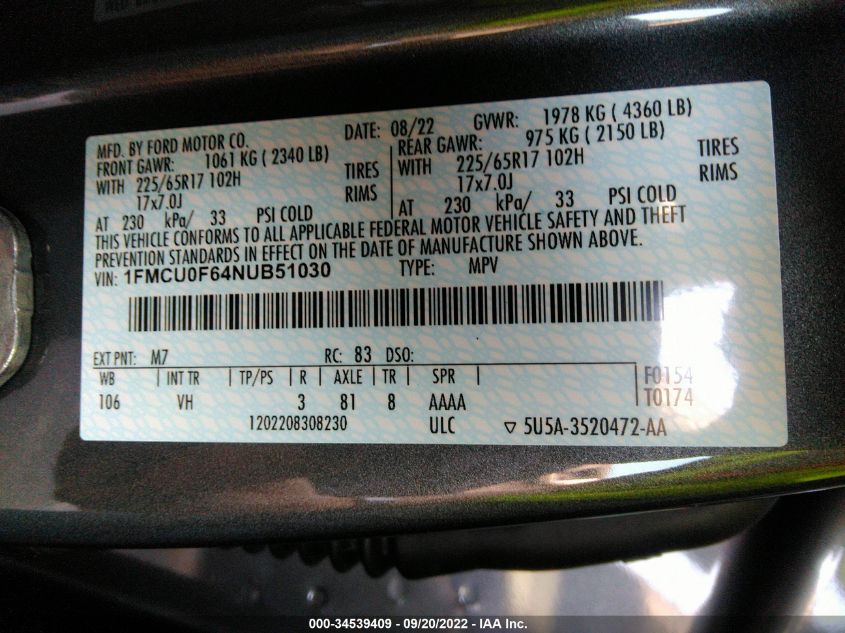 MFD. BY FORD MOTOR CO. DATE: 08/22 GVWR: 1978 KG ( 4360 LB)
FRONT GAWR: 1061 KG ( 2340 LB) REAR GAWR: 975 KG ( 2150 LB)
WITH 225/65R17 102H TIRES WITH 225/65R17 102H TIRES
17x7.0J RIMS 17x7.0J RIMS
AT 230 kPa/ 33 PSI COLD AT 230 kPa/ 33 PSI COLD
THIS VEHICLE CONFORMS TO ALL APPLICABLE FEDERAL MOTOR VEHICLE SAFETY AND THEFT
PREVENTION STANDARDS IN EFFECT ON THE DATE OF MANUFACTURE SHOWN ABOVE.
VIN: 1FMCU0F64NUB51030 TYPE: MPV
EXT PNT: M7 RC: 83 DSO:
WB INT TR TP/PS R AXLE TR SPR F0154
106 VH 3 81 8 AAAA T0174
1202208308230 ULC ▽ 5U5A-3520472-AA
000-34539409 - 09/20/2022 - IAA Inc.